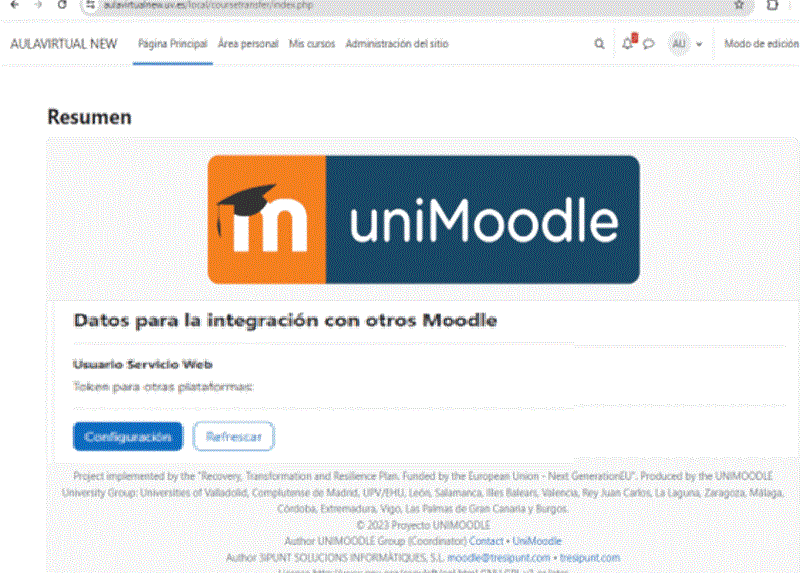 aulavirtualnew.uv.es/local/coursetransfer/index.php
AULAVIRTUAL NEW Página Principal Área personal Mis cursos Administración del sitio AU Modo de edición
Resumen
m uniMoodle
Datos para la integración con otros Moodle
Usuario Servicio Web
Token para otras plataformas:
Configuración Refrescar
Project implemented by the "Recovery, Transformation and Resilience Plan. Funded by the European Union - Next GenerationEU". Produced by the UNIMOODLE
University Group: Universities of Valladolid, Complutense de Madrid, UPV/EHU, León, Salamanca, Illes Balears, Valencia, Rey Juan Carlos, La Laguna, Zaragoza, Málaga,
Córdoba, Extremadura, Vigo, Las Palmas de Gran Canaria y Burgos.
© 2023 Proyecto UNIMOODLE
Author UNIMOODLE Group (Coordinator) Contact • UniMoodle
Author 3IPUNT SOLUCIONS INFORMÀTIQUES, S.L. moodle@tresipunt.com • tresipunt.com